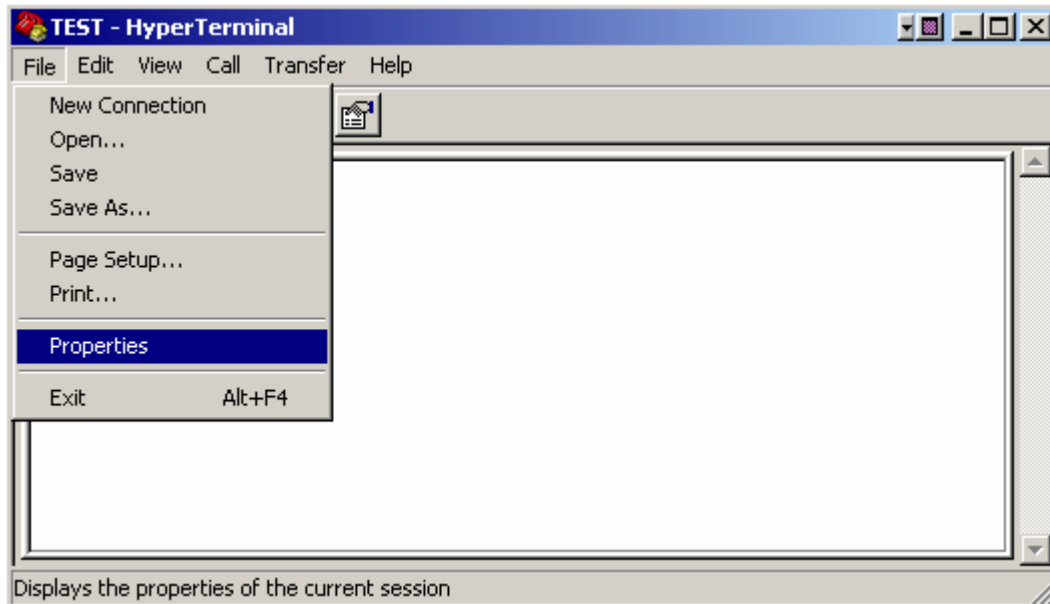 TEST - HyperTerminal
File Edit View Call Transfer Help
New Connection
Open...
Save
Save As...
Page Setup...
Print...
Properties
Exit Alt+F4
Displays the properties of the current session